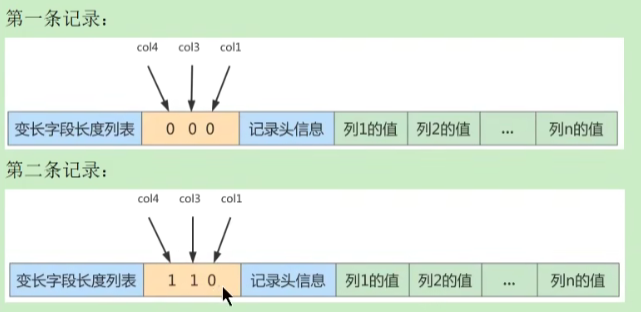 第一条记录：
col4 col3 col1
变长字段长度列表 0 0 0 记录头信息 列1的值 列2的值 ... 列n的值
第二条记录：
col4 col3 col1
变长字段长度列表 1 1 0 记录头信息 列1的值 列2的值 ... 列n的值